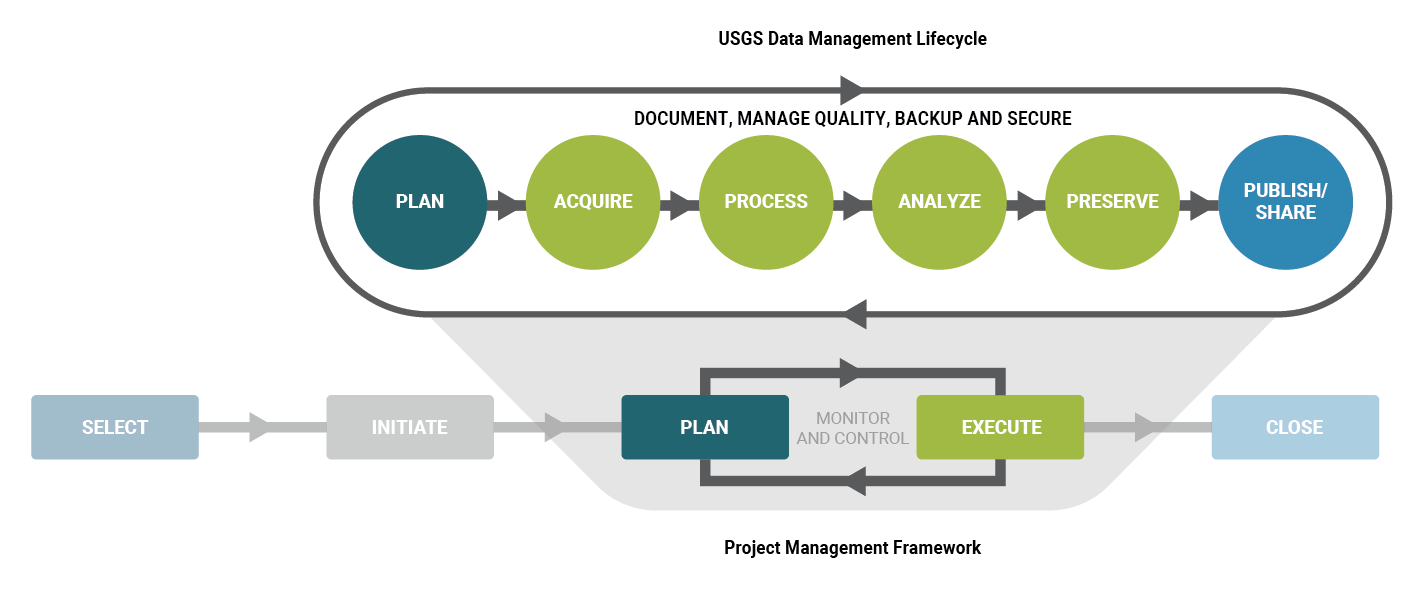 USGS Data Management Lifecycle
DOCUMENT, MANAGE QUALITY, BACKUP AND SECURE
PLAN
ACQUIRE
PROCESS
ANALYZE
PRESERVE
PUBLISH/
SHARE
SELECT
INITIATE
PLAN
MONITOR
AND CONTROL
EXECUTE
CLOSE
Project Management Framework